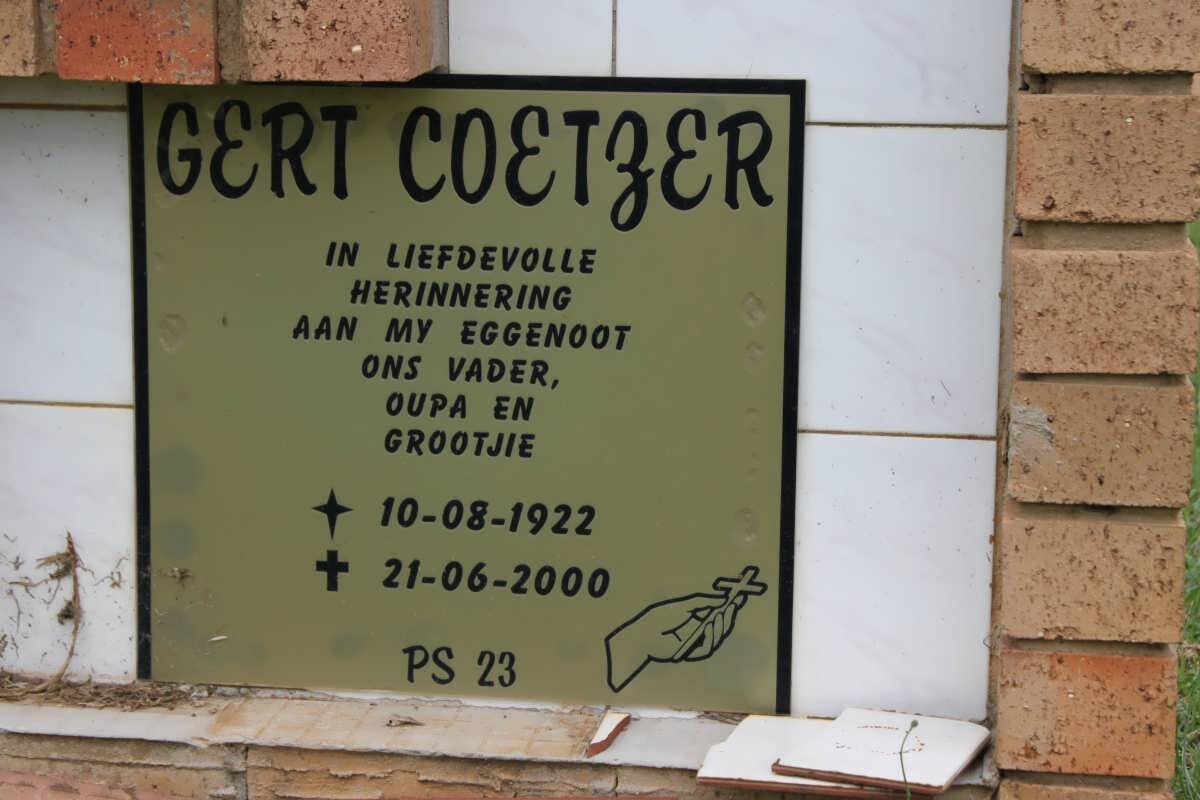 GERT COETZER
IN LIEFDEVOLLE
HERINNERING
AAN MY EGGENOOT
ONS VADER,
OUPA EN
GROOTJIE
10-08-1922
21-06-2000
PS 23